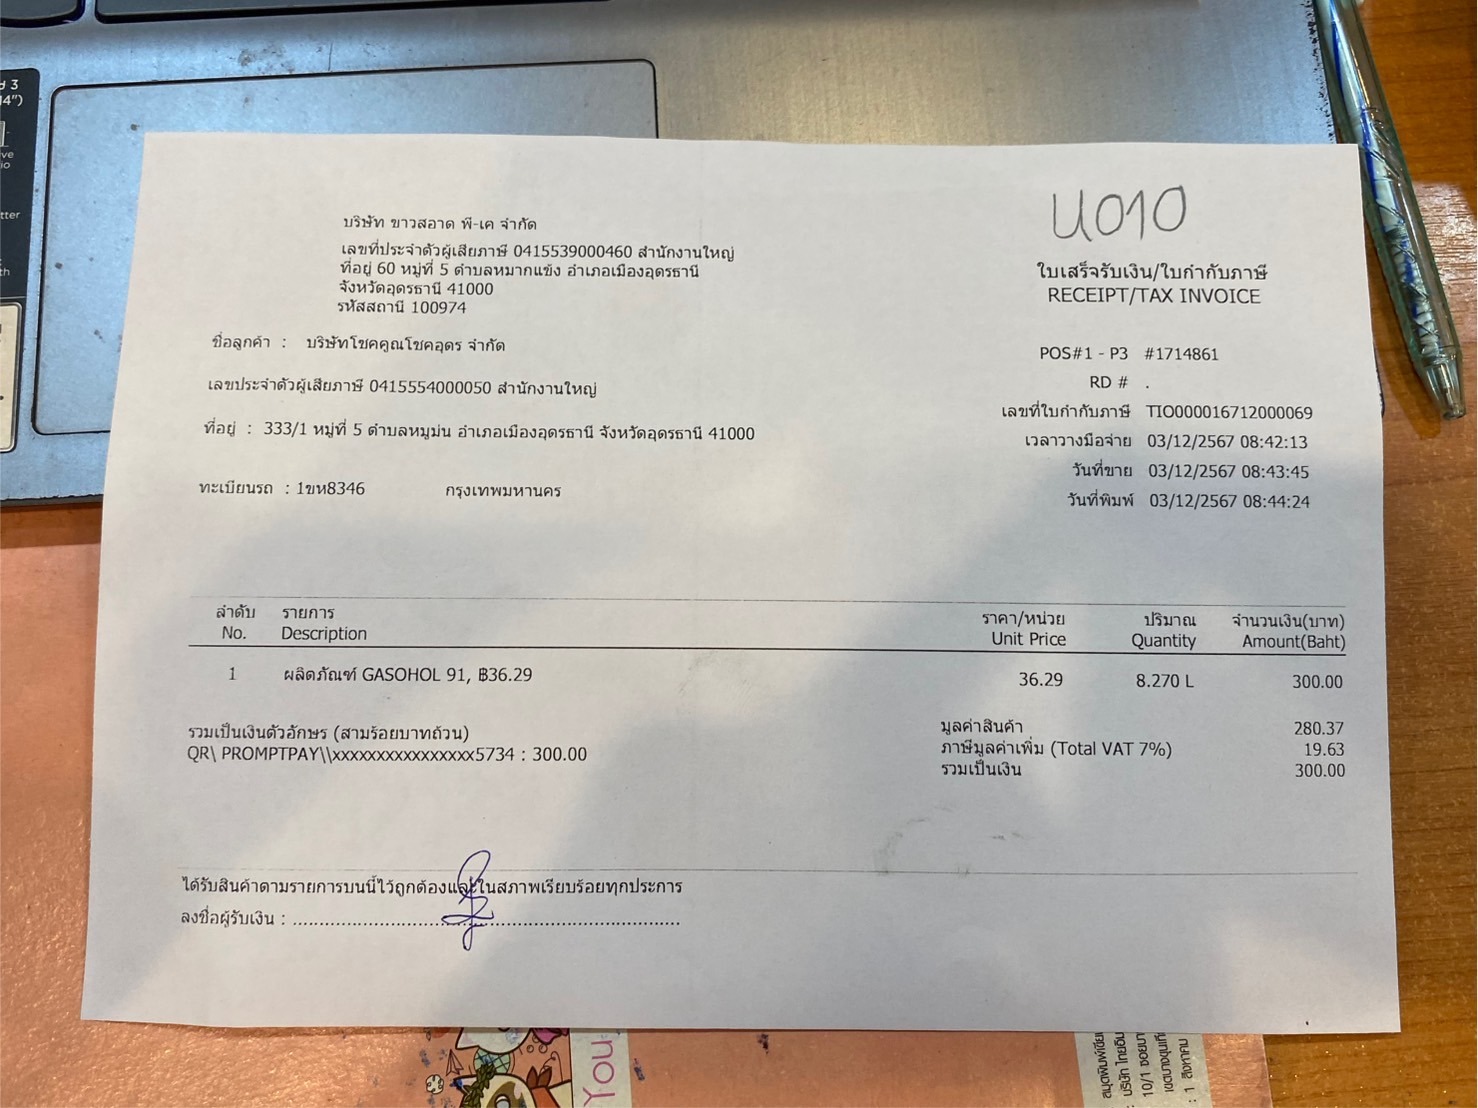 d 3
14")
ive
io
tter
th
U010
บริษัท ขาวสอาด พี-เค จำกัด
เลขที่ประจำตัวผู้เสียภาษี 0415539000460 สำนักงานใหญ่
ที่อยู่ 60 หมู่ที่ 5 ตำบลหมากแข้ง อำเภอเมืองอุดรธานี
จังหวัดอุดรธานี 41000
รหัสสถานี 100974
ใบเสร็จรับเงิน/ใบกำกับภาษี
RECEIPT/TAX INVOICE
ชื่อลูกค้า : บริษัทโชคคูณโชคอุดร จำกัด
เลขประจำตัวผู้เสียภาษี 0415554000050 สำนักงานใหญ่
ที่อยู่ : 333/1 หมู่ที่ 5 ตำบลหมูม่น อำเภอเมืองอุดรธานี จังหวัดอุดรธานี 41000
ทะเบียนรถ : 1ขห8346 กรุงเทพมหานคร
POS#1 - P3 #1714861
RD # .
เลขที่ใบกำกับภาษี TIO000016712000069
เวลาวางมือจ่าย 03/12/2567 08:42:13
วันที่ขาย 03/12/2567 08:43:45
วันที่พิมพ์ 03/12/2567 08:44:24
ลำดับ รายการ ราคา/หน่วย ปริมาณ จำนวนเงิน(บาท)
No. Description Unit Price Quantity Amount(Baht)
1 ผลิตภัณฑ์ GASOHOL 91, ฿36.29 36.29 8.270 L 300.00
รวมเป็นเงินตัวอักษร (สามร้อยบาทถ้วน)
QR\ PROMPTPAY\\xxxxxxxxxxxxxxxx5734 : 300.00
มูลค่าสินค้า 280.37
ภาษีมูลค่าเพิ่ม (Total VAT 7%) 19.63
รวมเป็นเงิน 300.00
ได้รับสินค้าตามรายการบนนี้ไว้ถูกต้องและในสภาพเรียบร้อยทุกประการ
ลงชื่อผู้รับเงิน : ............................................................
You